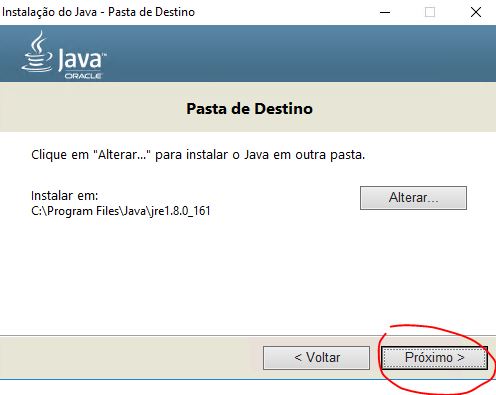 Instalação do Java - Pasta de Destino
Java
ORACLE
Pasta de Destino
Clique em "Alterar..." para instalar o Java em outra pasta.
Instalar em:
Alterar...
C:\Program Files\Java\jre1.8.0_161
< Voltar
Próximo >